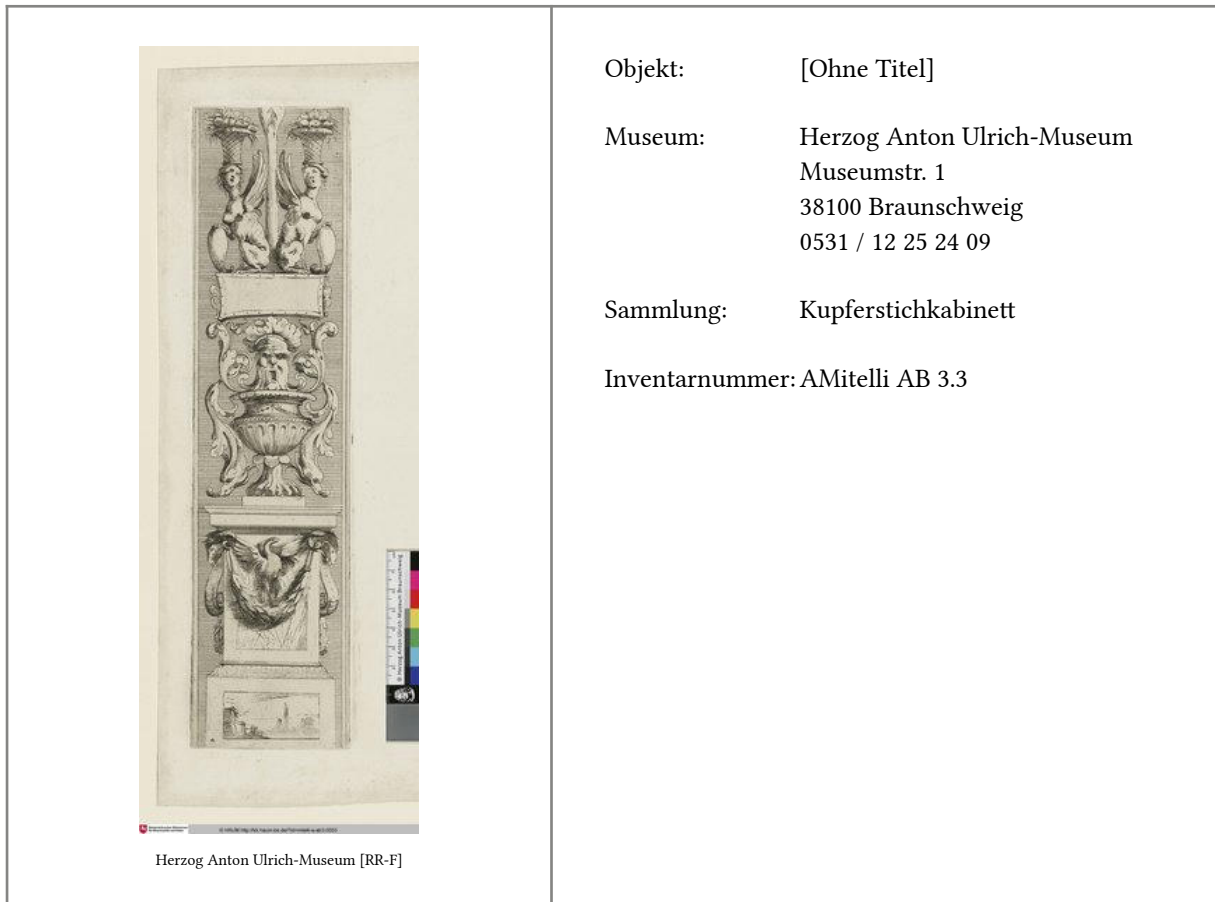 Herzog Anton Ulrich-Museum [RR-F]
Objekt: [Ohne Titel]
Museum: Herzog Anton Ulrich-Museum
Museumstr. 1
38100 Braunschweig
0531 / 12 25 24 09
Sammlung: Kupferstichkabinett
Inventarnummer: AMitelli AB 3.3